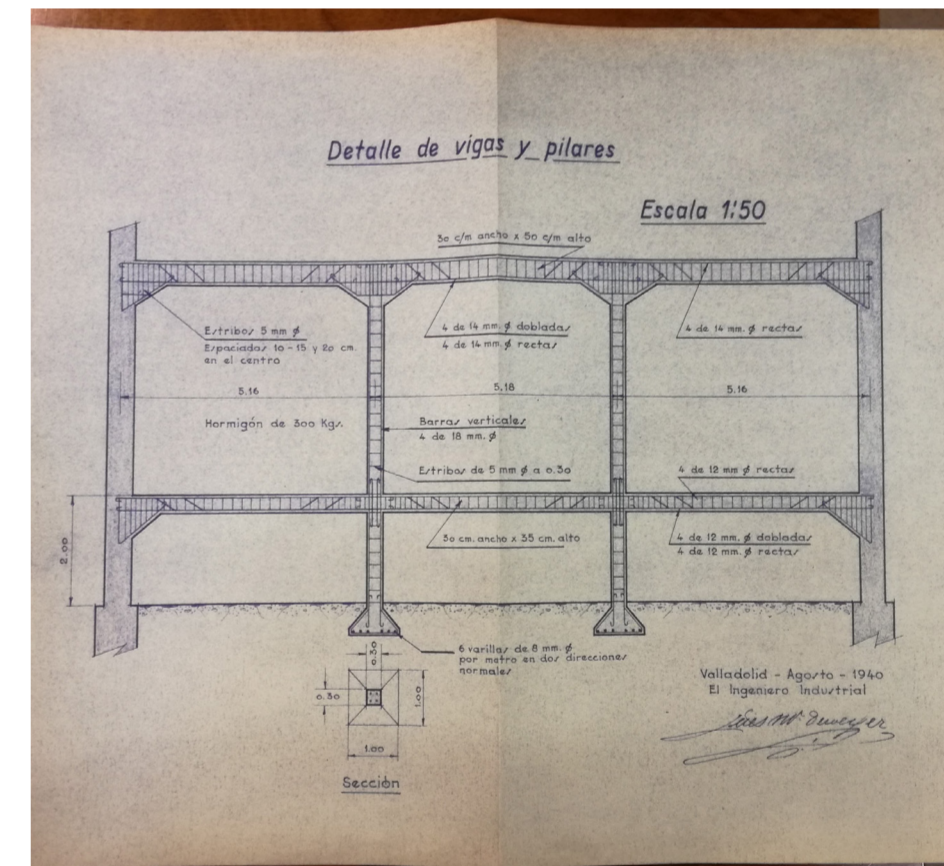 Detalle de vigas y pilares
Escala 1:50
30 c/m ancho x 50 c/m alto
Estribos 5 mm ø
Espaciados 10 - 15 y 20 cm.
en el centro
4 de 14 mm. ø dobladas
4 de 14 mm. ø rectas
4 de 14 mm. ø rectas
5.16
5.18
5.16
Hormigón de 300 Kgs.
Barras verticales
4 de 18 mm. ø
Estribos de 5 mm ø a 0.30
4 de 12 mm ø rectas
30 cm. ancho x 35 cm. alto
4 de 12 mm. ø dobladas
4 de 12 mm. ø rectas
2.00
6 varillas de 8 mm. ø
por metro en dos direcciones
normales
0.30
0.30
1.00
1.00
Sección
Valladolid - Agosto - 1940
El Ingeniero Industrial